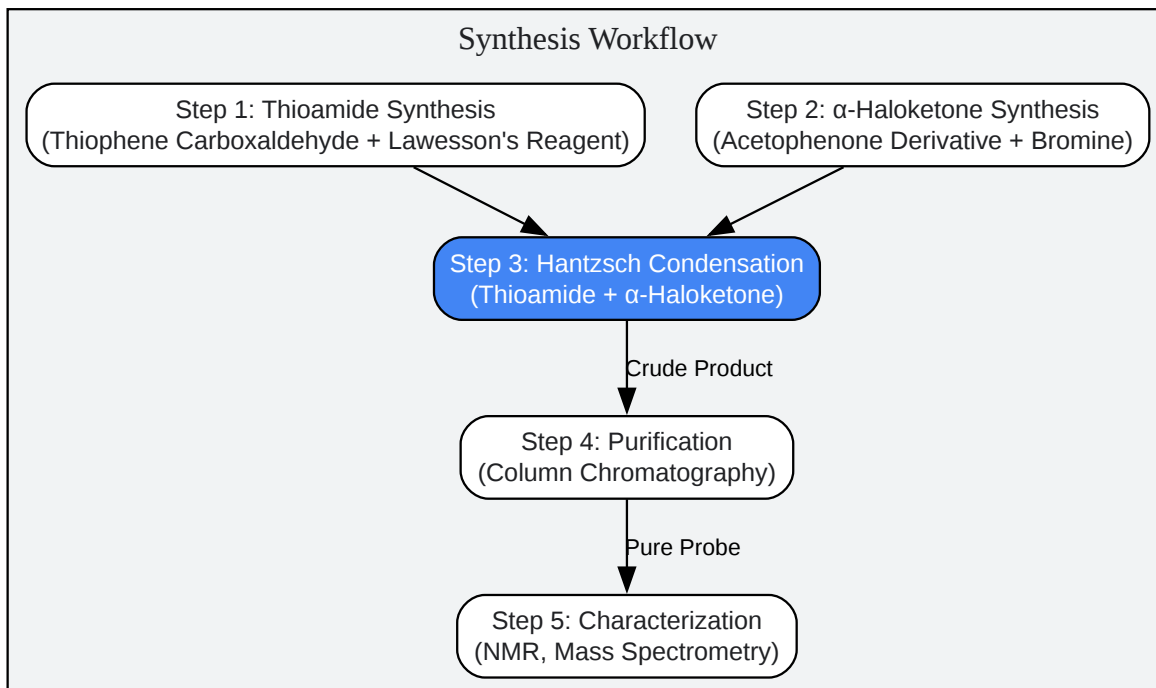 Synthesis Workflow
Step 1: Thioamide Synthesis
(Thiophene Carboxaldehyde + Lawesson's Reagent)
Step 2: α-Haloketone Synthesis
(Acetophenone Derivative + Bromine)
Step 3: Hantzsch Condensation
(Thioamide + α-Haloketone)
Crude Product
Step 4: Purification
(Column Chromatography)
Pure Probe
Step 5: Characterization
(NMR, Mass Spectrometry)